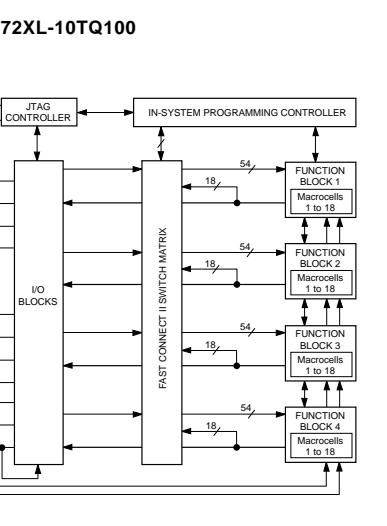 72XL-10TQ100
JTAG
CONTROLLER
IN-SYSTEM PROGRAMMING CONTROLLER
I/O
BLOCKS
FAST CONNECT II SWITCH MATRIX
54
18
FUNCTION
BLOCK 1
Macrocells
1 to 18
54
18
FUNCTION
BLOCK 2
Macrocells
1 to 18
54
18
FUNCTION
BLOCK 3
Macrocells
1 to 18
54
18
FUNCTION
BLOCK 4
Macrocells
1 to 18